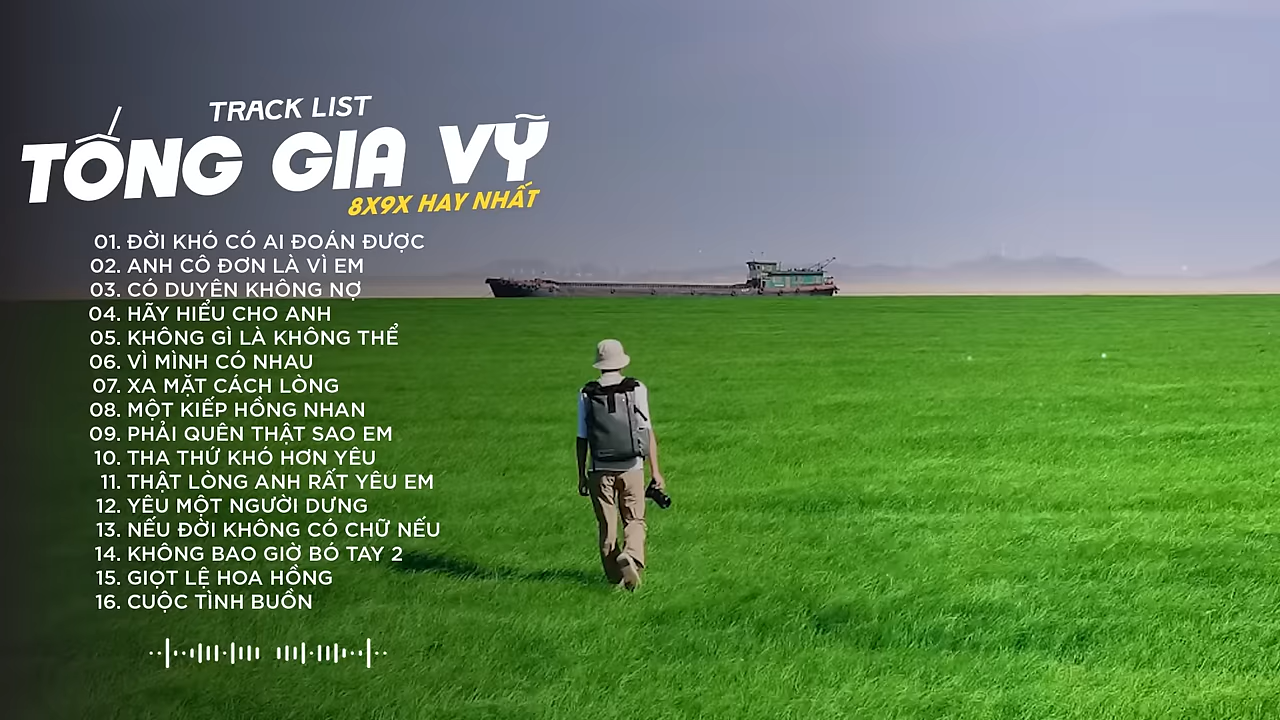 TRACK LIST
TỐNG GIA VỸ
8X9X HAY NHẤT
01. ĐỜI KHÓ CÓ AI ĐOÁN ĐƯỢC
02. ANH CÔ ĐƠN LÀ VÌ EM
03. CÓ DUYÊN KHÔNG NỢ
04. HÃY HIỂU CHO ANH
05. KHÔNG GÌ LÀ KHÔNG THỂ
06. VÌ MÌNH CÓ NHAU
07. XA MẶT CÁCH LÒNG
08. MỘT KIẾP HỒNG NHAN
09. PHẢI QUÊN THẬT SAO EM
10. THA THỨ KHÓ HƠN YÊU
11. THẬT LÒNG ANH RẤT YÊU EM
12. YÊU MỘT NGƯỜI DƯNG
13. NẾU ĐỜI KHÔNG CÓ CHỮ NẾU
14. KHÔNG BAO GIỜ BÓ TAY 2
15. GIỌT LỆ HOA HỒNG
16. CUỘC TÌNH BUỒN